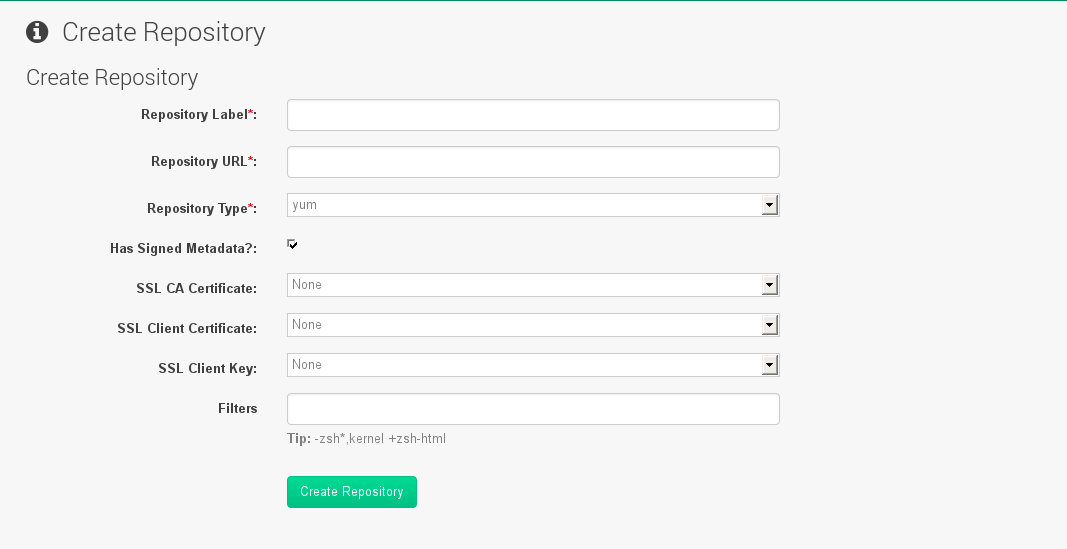 Create Repository
Create Repository
Repository Label*:
Repository URL*:
Repository Type*: yum
Has Signed Metadata?:
SSL CA Certificate: None
SSL Client Certificate: None
SSL Client Key: None
Filters
Tip: -zsh*,kernel +zsh-html
Create Repository